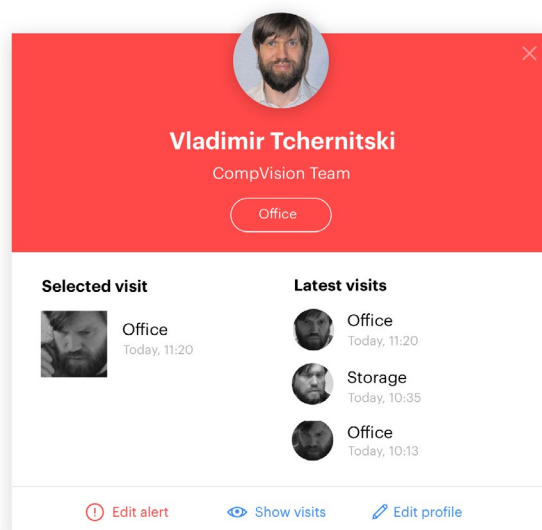 Vladimir Tchernitski
CompVision Team
Office
Selected visit
Office
Today, 11:20
Latest visits
Office
Today, 11:20
Storage
Today, 10:35
Office
Today, 10:13
Edit alert
Show visits
Edit profile